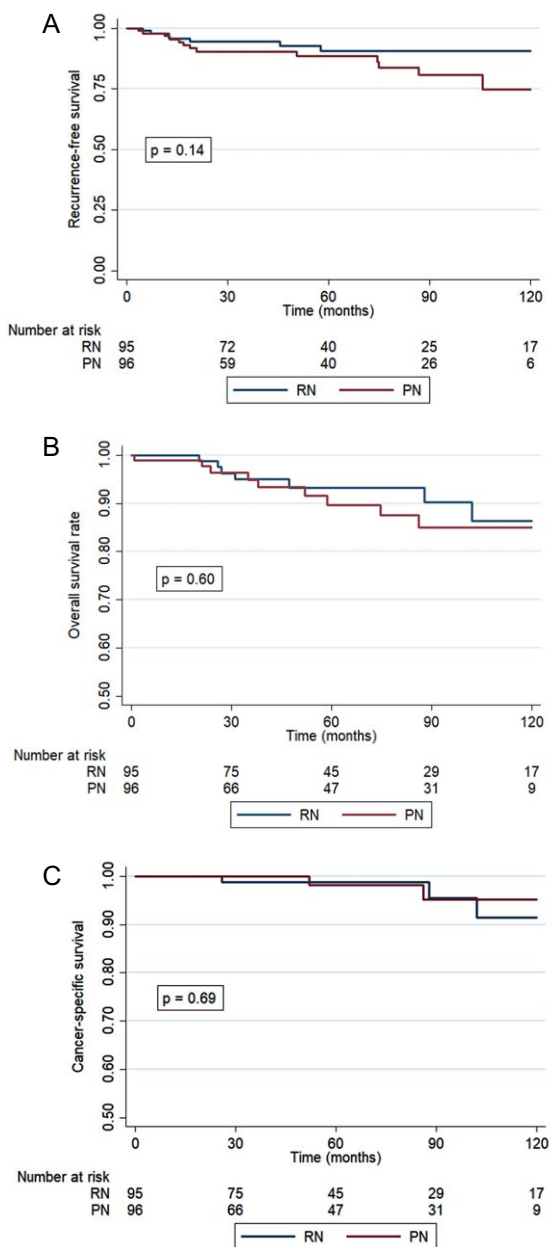 A
Recurrence-free survival
1.00
0.75
0.50
0.25
0.00
p = 0.14
0 30 60 90 120
Time (months)
Number at risk
RN 95 72 40 25 17
PN 96 59 40 26 6
RN PN
B
Overall survival rate
1.00
0.90
0.80
0.70
0.60
0.50
p = 0.60
0 30 60 90 120
Time (months)
Number at risk
RN 95 75 45 29 17
PN 96 66 47 31 9
RN PN
C
Cancer-specific survival
1.00
0.90
0.80
0.70
0.60
0.50
p = 0.69
0 30 60 90 120
Time (months)
Number at risk
RN 95 75 45 29 17
PN 96 66 47 31 9
RN PN